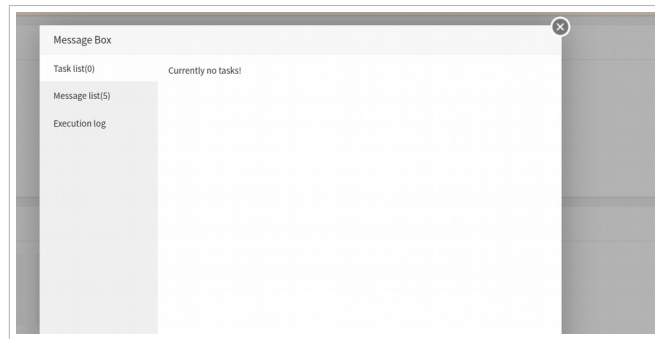 Message Box
Task list(0)
Currently no tasks!
Message list(5)
Execution log